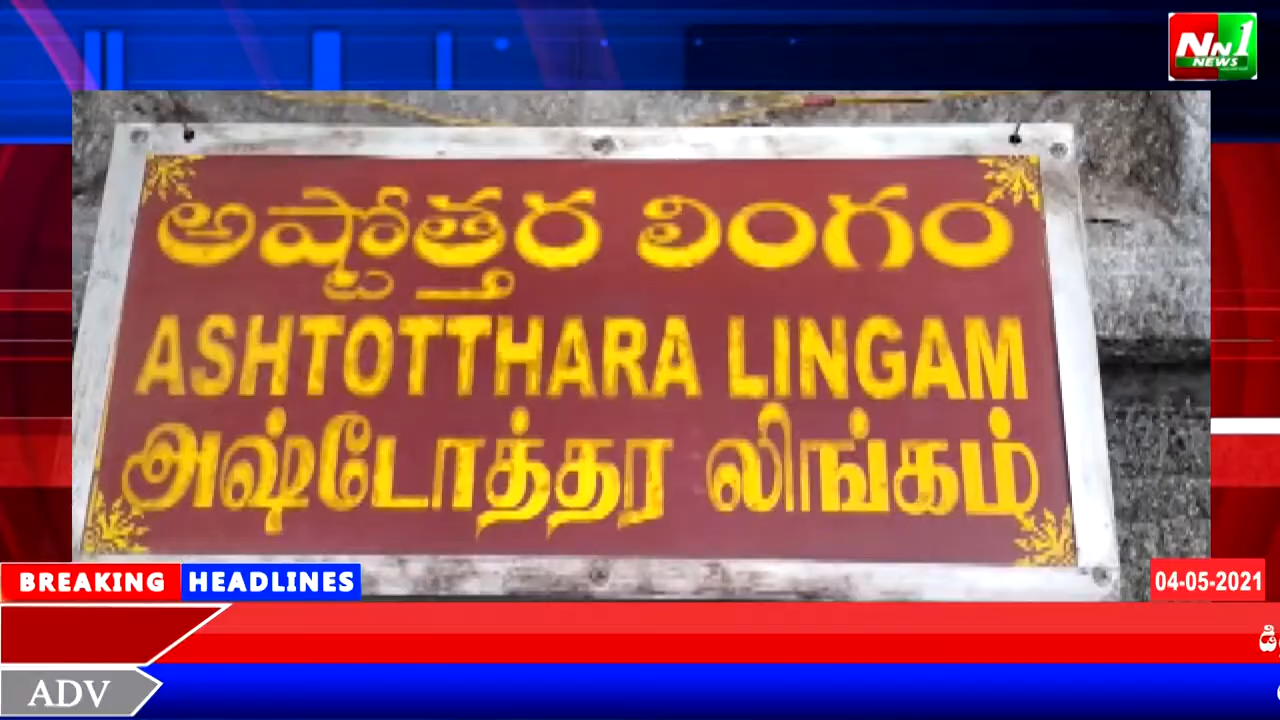 NN1
NEWS
అష్టోత్తర లింగం
ASHTOTTHARA LINGAM
அஷ்டோத்தர லிங்கம்
BREAKING HEADLINES
04-05-2021
ADV